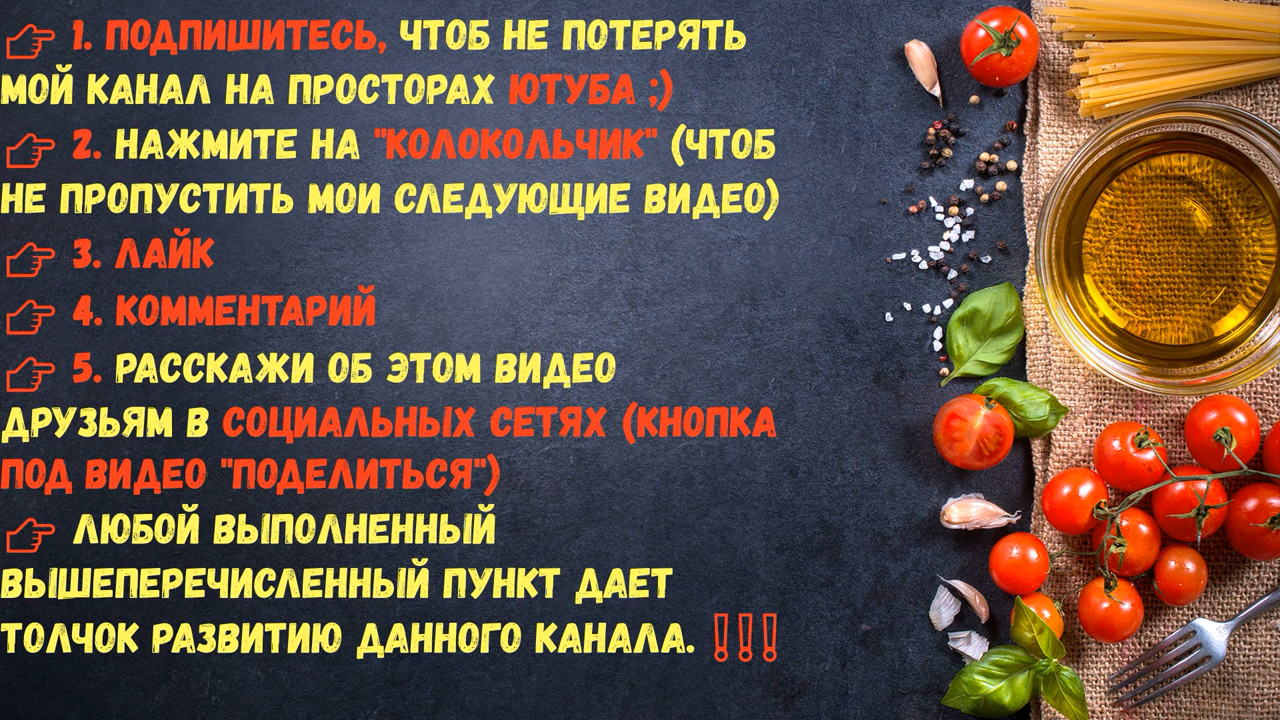 👉 1. ПОДПИШИТЕСЬ, ЧТОБ НЕ ПОТЕРЯТЬ
МОЙ КАНАЛ НА ПРОСТОРАХ ЮТУБА ;)
👉 2. НАЖМИТЕ НА "КОЛОКОЛЬЧИК" (ЧТОБ
НЕ ПРОПУСТИТЬ МОИ СЛЕДУЮЩИЕ ВИДЕО)
👉 3. ЛАЙК
👉 4. КОММЕНТАРИЙ
👉 5. РАССКАЖИ ОБ ЭТОМ ВИДЕО
ДРУЗЬЯМ В СОЦИАЛЬНЫХ СЕТЯХ (КНОПКА
ПОД ВИДЕО "ПОДЕЛИТЬСЯ")
👉 ЛЮБОЙ ВЫПОЛНЕННЫЙ
ВЫШЕПЕРЕЧИСЛЕННЫЙ ПУНКТ ДАЕТ
ТОЛЧОК РАЗВИТИЮ ДАННОГО КАНАЛА. ❗❗❗